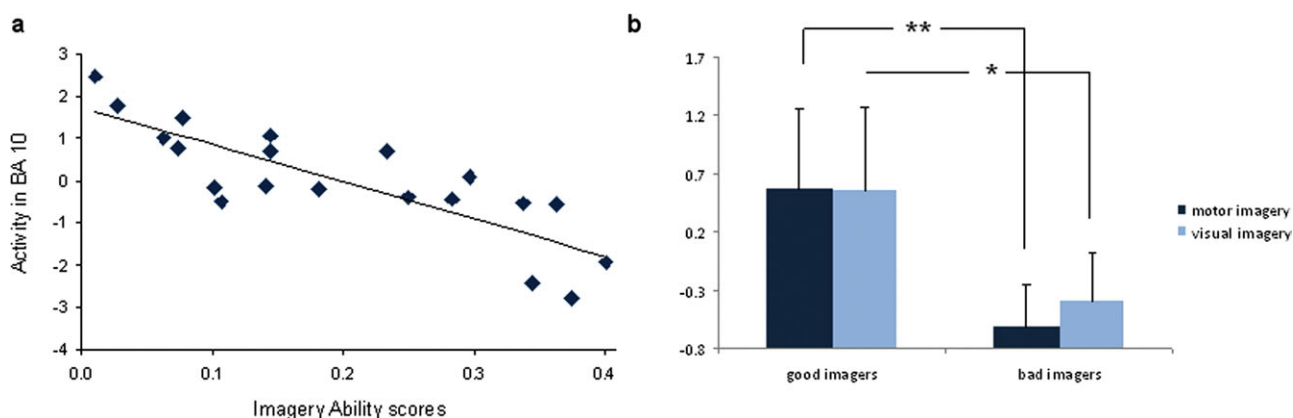 a
3
2
1
0
-1
-2
-3
-4
Activity in BA 10
0.0 0.1 0.2 0.3 0.4
Imagery Ability scores
b
**
*
1.7
1.2
0.7
0.2
-0.3
-0.8
good imagers bad imagers
motor imagery
visual imagery